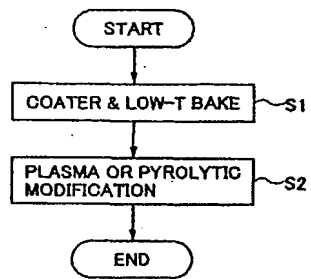 START
COATER & LOW-T BAKE
S1
PLASMA OR PYROLYTIC
MODIFICATION
S2
END